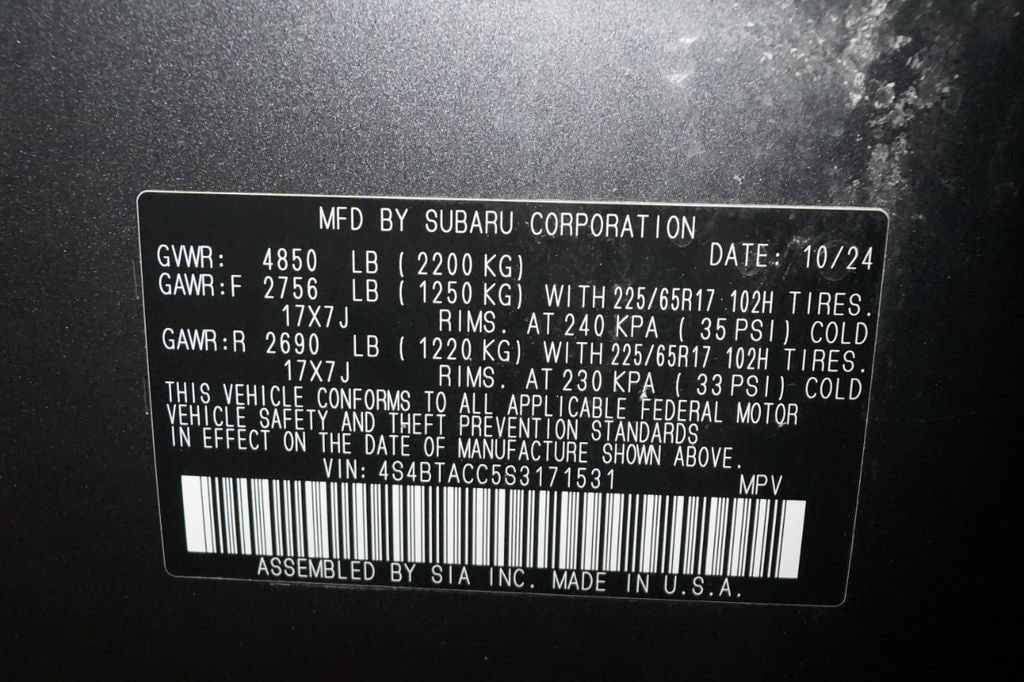 MFD BY SUBARU CORPORATION
GVWR: 4850 LB ( 2200 KG) DATE: 10/24
GAWR:F 2756 LB ( 1250 KG) WITH 225/65R17 102H TIRES.
17X7J RIMS. AT 240 KPA ( 35 PSI) COLD
GAWR:R 2690 LB ( 1220 KG) WITH 225/65R17 102H TIRES.
17X7J RIMS. AT 230 KPA ( 33 PSI) COLD
THIS VEHICLE CONFORMS TO ALL APPLICABLE FEDERAL MOTOR
VEHICLE SAFETY AND THEFT PREVENTION STANDARDS
IN EFFECT ON THE DATE OF MANUFACTURE SHOWN ABOVE.
VIN: 4S4BTACC5S3171531 MPV
ASSEMBLED BY SIA INC. MADE IN U.S.A.